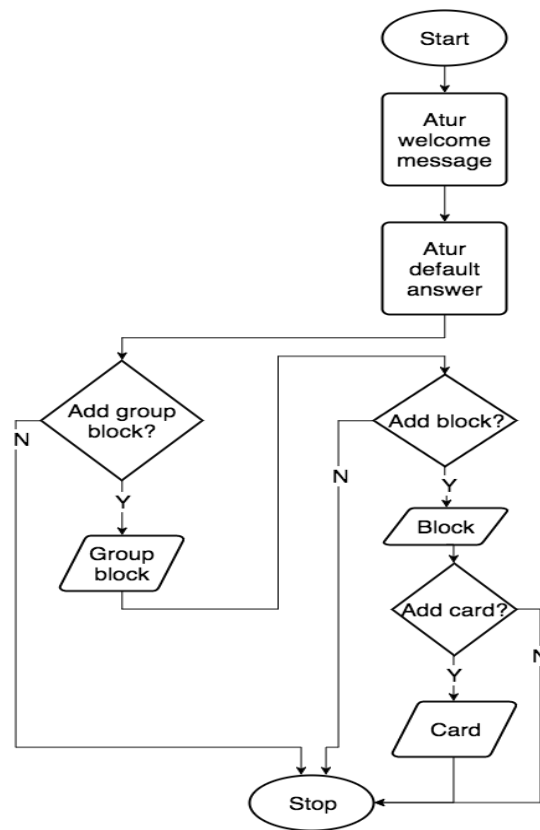 Start
Atur
welcome
message
Atur
default
answer
Add group
block?
N
Y
Group
block
Add block?
N
Y
Block
Add card?
N
Y
Card
Stop